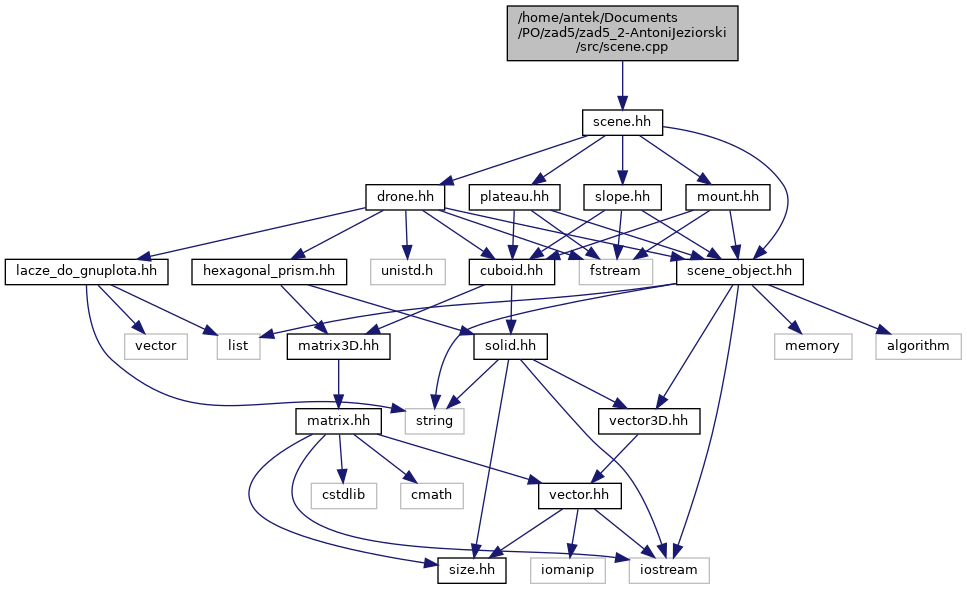 /home/antek/Documents
/PO/zad5/zad5_2-AntoniJeziorski
/src/scene.cpp
scene.hh
drone.hh
plateau.hh
slope.hh
mount.hh
lacze_do_gnuplota.hh
hexagonal_prism.hh
unistd.h
cuboid.hh
fstream
scene_object.hh
vector
list
matrix3D.hh
solid.hh
memory
algorithm
matrix.hh
string
vector3D.hh
cstdlib
cmath
vector.hh
size.hh
iomanip
iostream